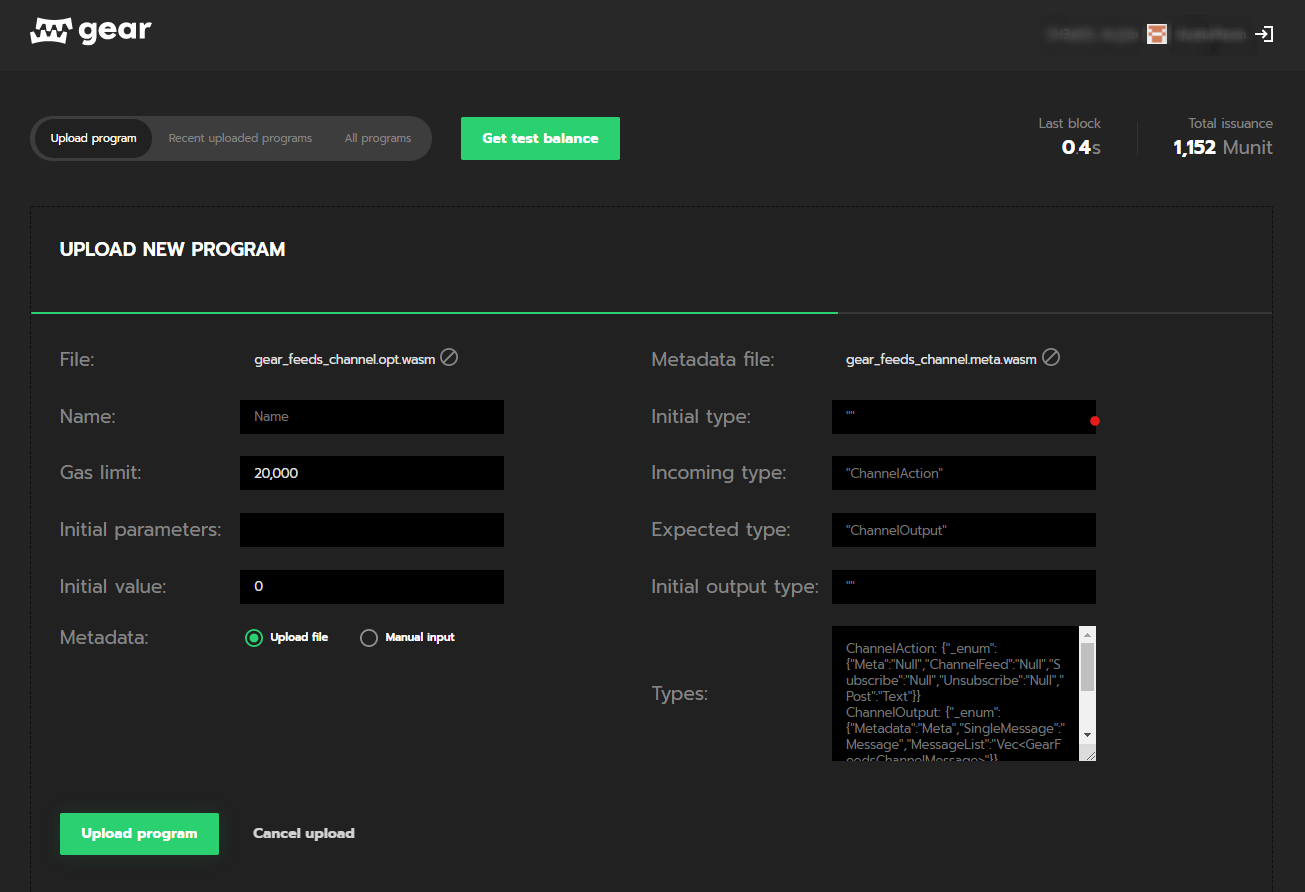 gear
Upload program
Recent uploaded programs
All programs
Get test balance
Last block
0.4s
Total issuance
1,152 Munit
UPLOAD NEW PROGRAM
File:
gear_feeds_channel.opt.wasm
Name:
Name
Gas limit:
20,000
Initial parameters:
Initial value:
0
Metadata:
Upload file
Manual input
Metadata file:
gear_feeds_channel.meta.wasm
Initial type:
""
Incoming type:
"ChannelAction"
Expected type:
"ChannelOutput"
Initial output type:
""
Types:
ChannelAction: {"_enum":
{"Meta":"Null","ChannelFeed":"Null","S
ubscribe":"Null","Unsubscribe":"Null","
Post":"Text"}}
ChannelOutput: {"_enum":
{"Metadata":"Meta","SingleMessage":"
Message","MessageList":"Vec<GearF
eedsChannelMessage>"}}
Upload program
Cancel upload